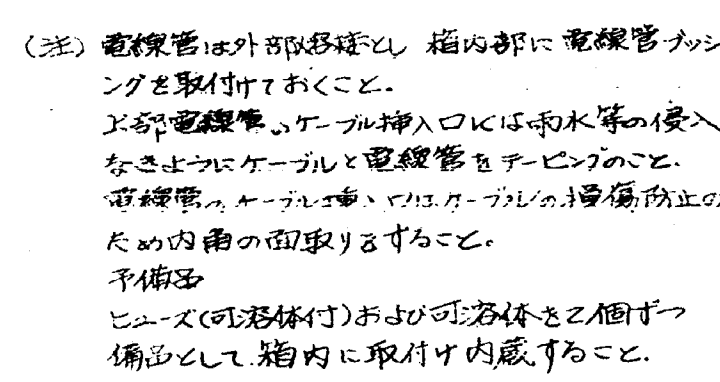 (注) 電線管は外部溶接とし 箱内部に電線管ブッシ
ングを取付けておくこと。
上部電線管のケーブル挿入口には雨水等の侵入
なきようにケーブルと電線管をテーピングのこと。
電線管のケーブル挿入口にはケーブルの損傷防止の
ため内角の面取りをすること。
予備品
ヒューズ(可溶体付)および可溶体を2個ずつ
備品として箱内に取付け内蔵すること。